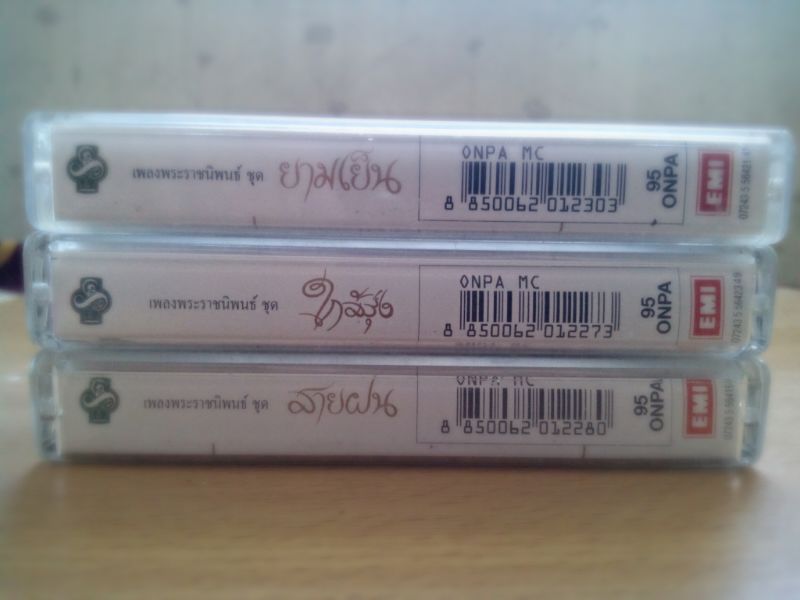 เพลงพระราชนิพนธ์ ชุด ยามเย็น
ONPA MC
8 850062 012303
95 ONPA
EMI
เพลงพระราชนิพนธ์ ชุด ใกล้รุ่ง
ONPA MC
8 850062 012273
95 ONPA
EMI
เพลงพระราชนิพนธ์ ชุด สายฝน
ONPA MC
8 850062 012280
95 ONPA
EMI